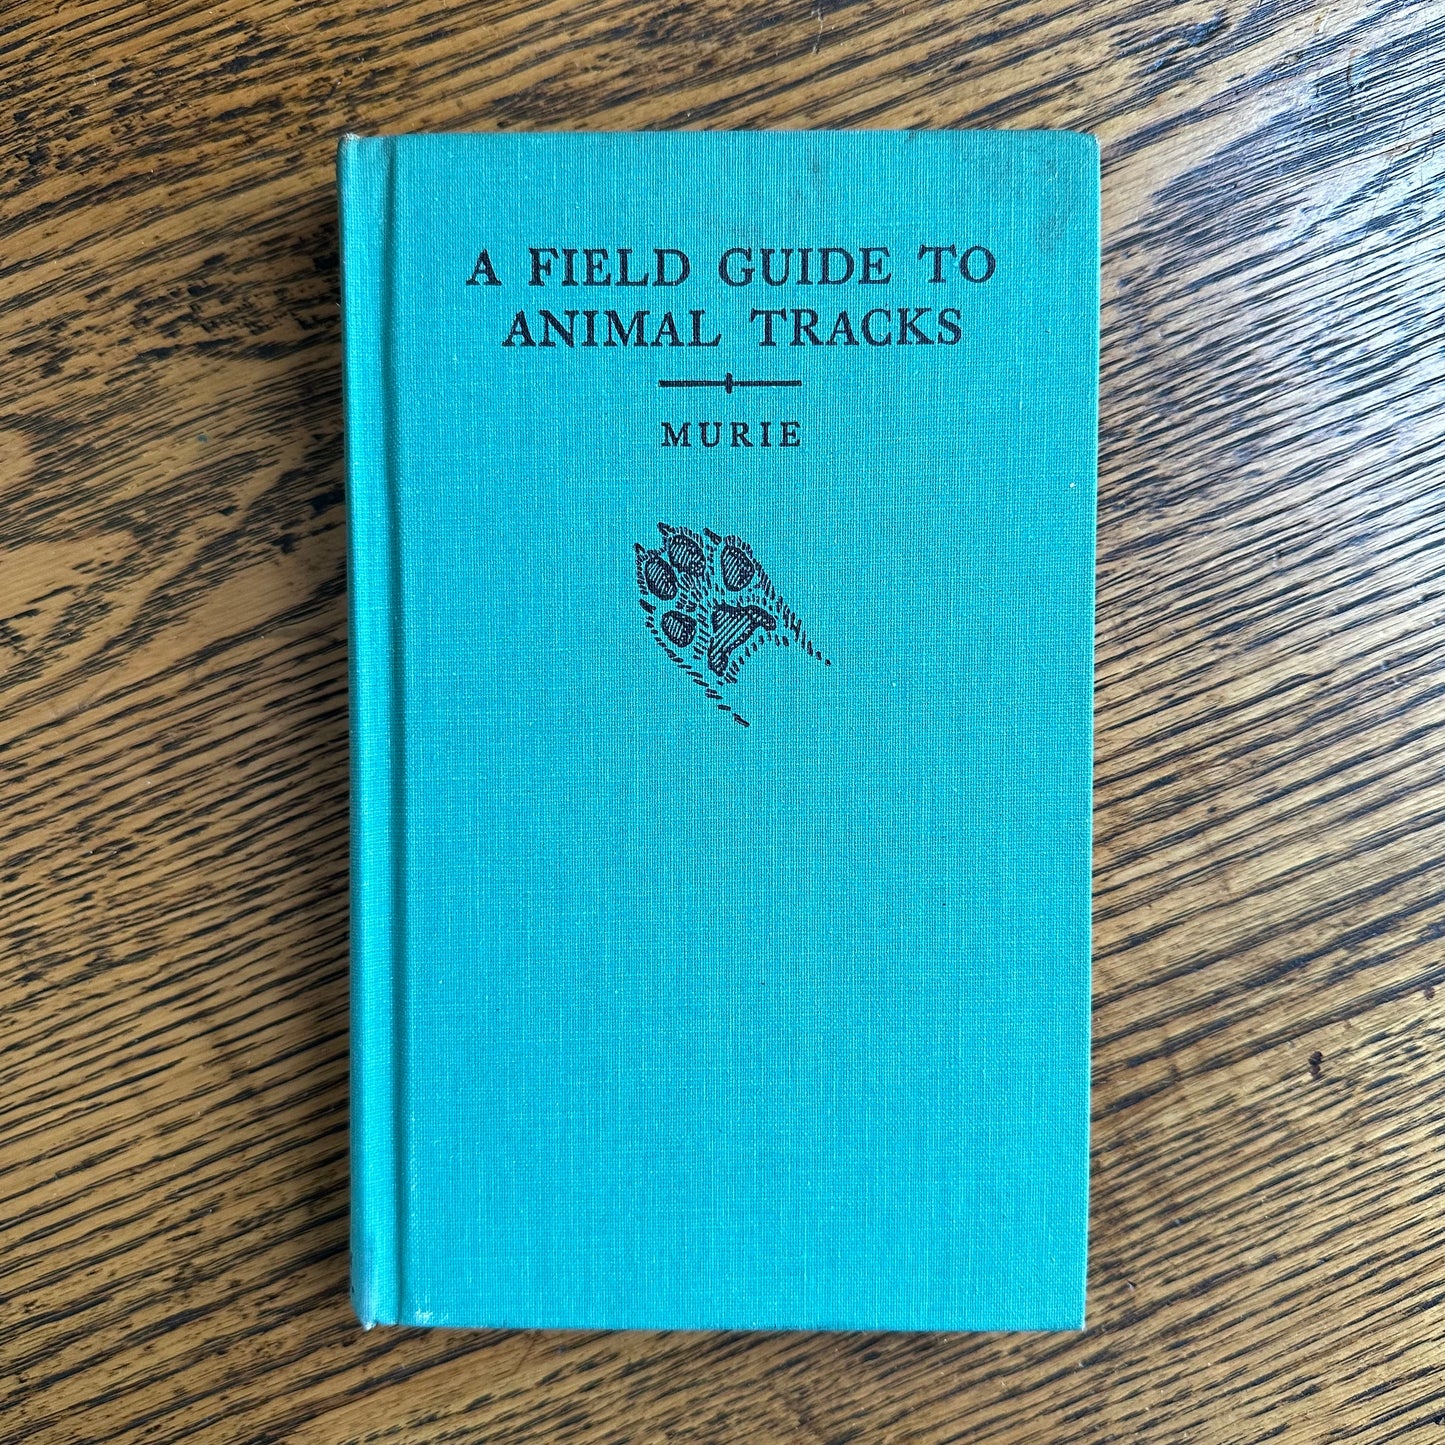 A FIELD GUIDE TO
ANIMAL TRACKS
MURIE